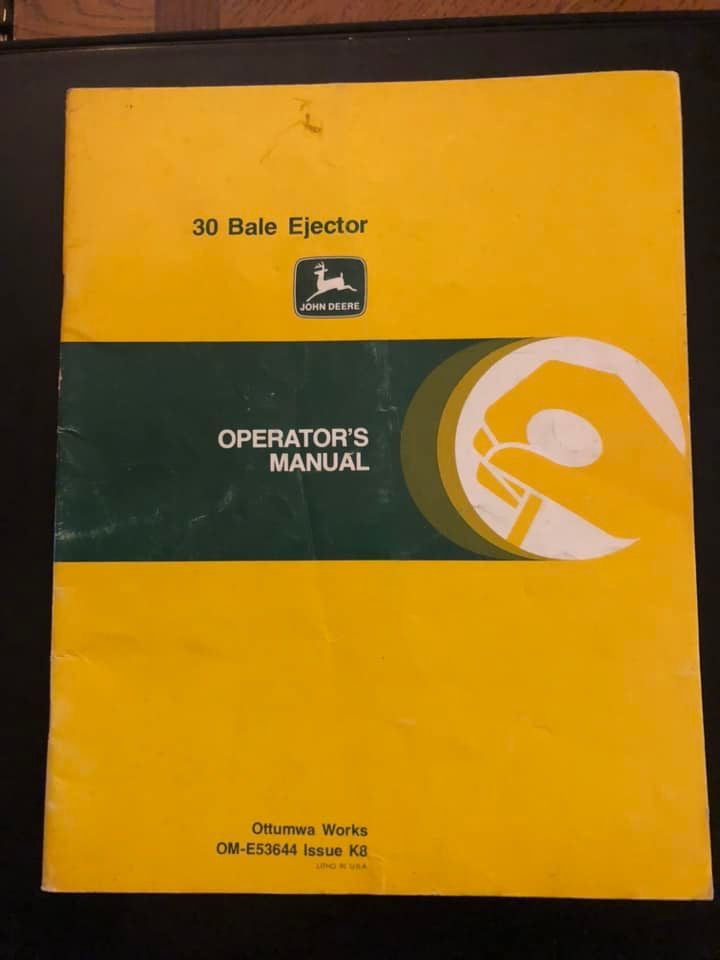 30 Bale Ejector
JOHN DEERE
OPERATOR'S
MANUAL
Ottumwa Works
OM-E53644 Issue K8
LITHO IN U.S.A.